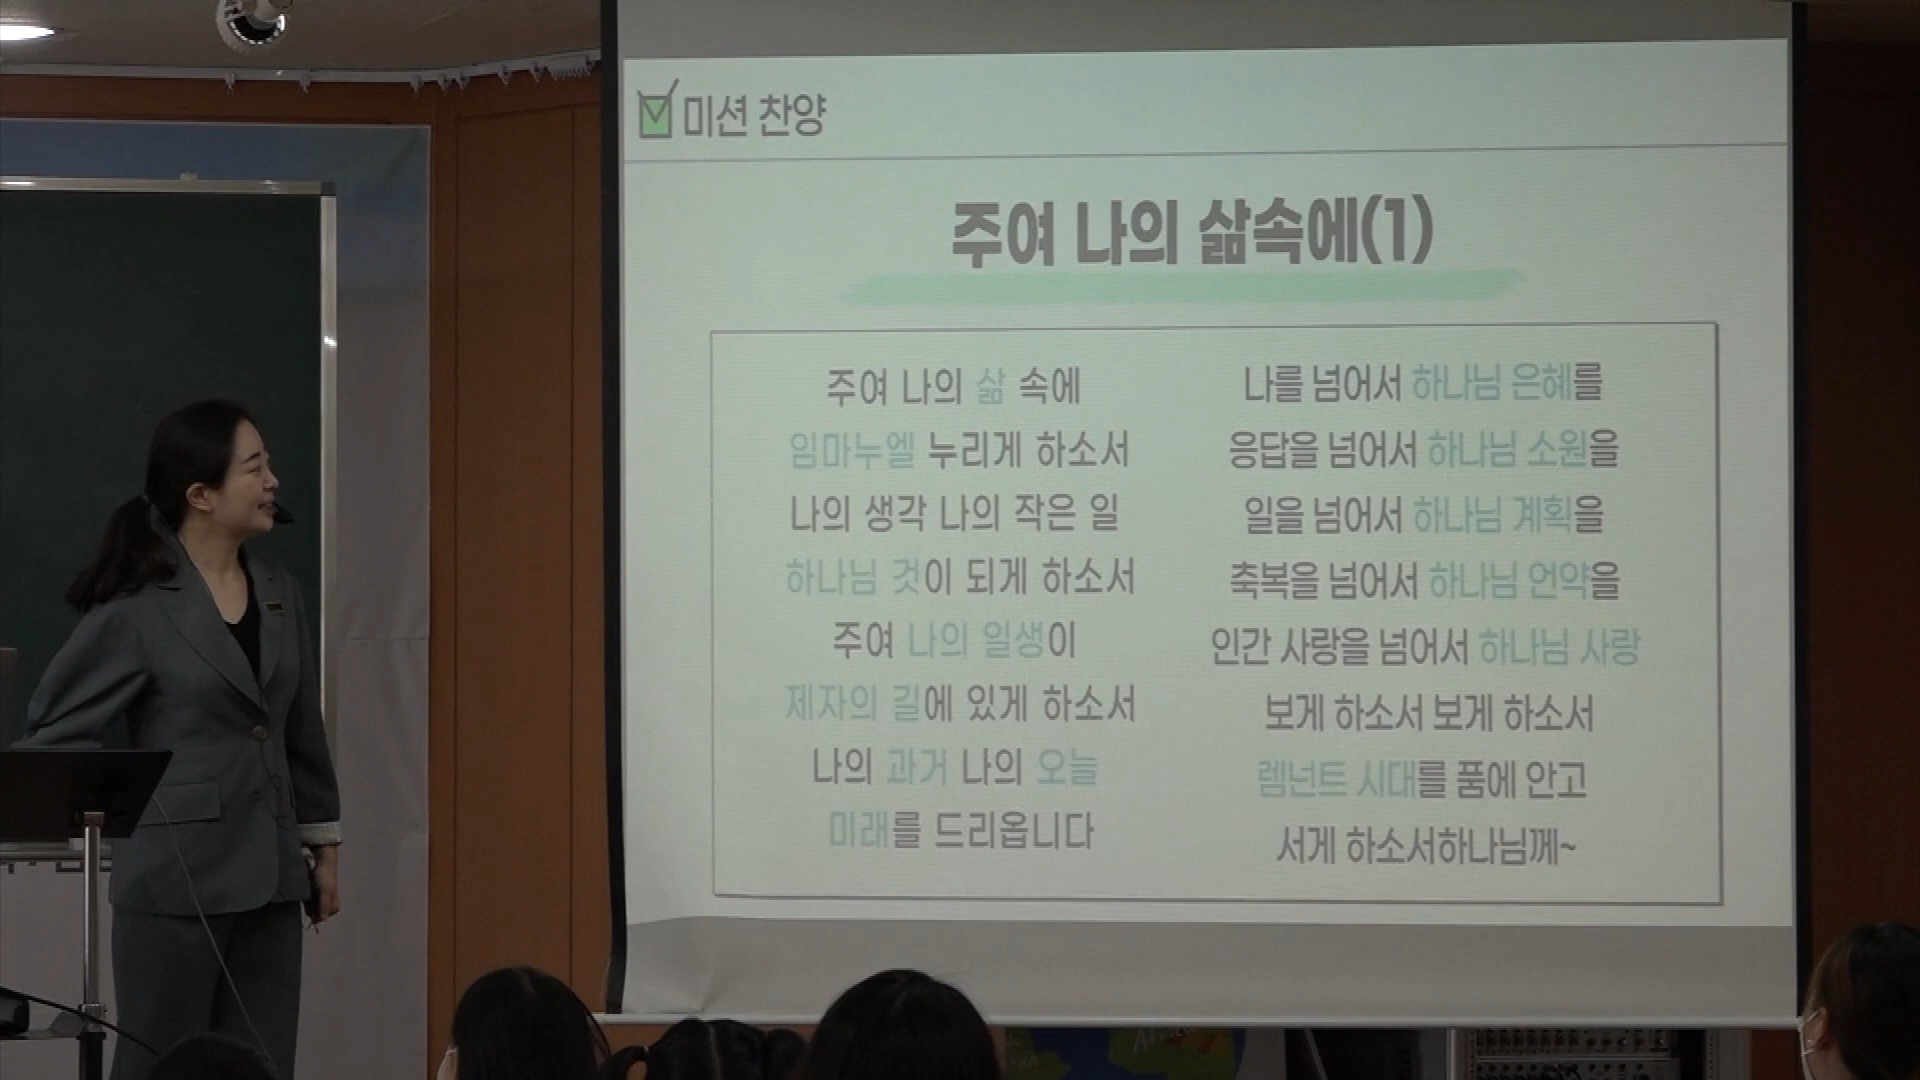 미션 찬양
주여 나의 삶속에(1)
주여 나의 삶 속에
임마누엘 누리게 하소서
나의 생각 나의 작은 일
하나님 것이 되게 하소서
주여 나의 일생이
제자의 길에 있게 하소서
나의 과거 나의 오늘
미래를 드리옵니다
나를 넘어서 하나님 은혜를
응답을 넘어서 하나님 소원을
일을 넘어서 하나님 계획을
축복을 넘어서 하나님 언약을
인간 사랑을 넘어서 하나님 사랑
보게 하소서 보게 하소서
렘넌트 시대를 품에 안고
서게 하소서하나님께~